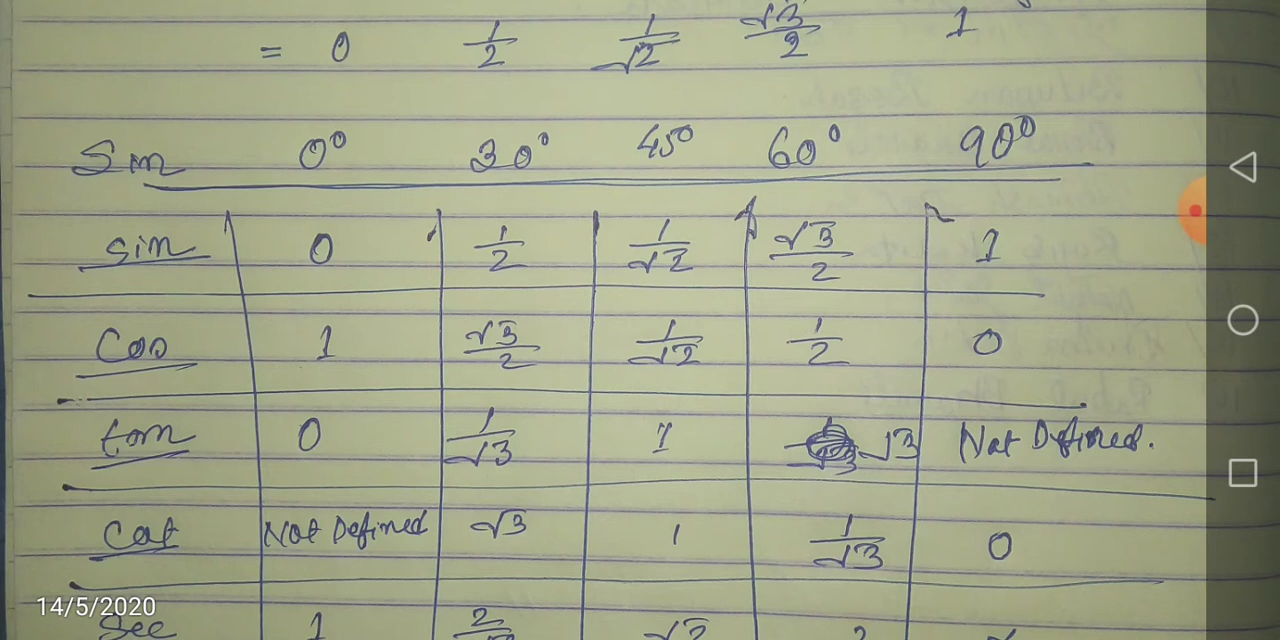 = 0 1/2 1/√2 √3/2 1
Sin 0° 30° 45° 60° 90°
Sin 0 1/2 1/√2 √3/2 1
Cos 1 √3/2 1/√2 1/2 0
tan 0 1/√3 1 √3 Not Defined.
Cot Not Defined √3 1 1/√3 0
14/5/2020
Sec 1